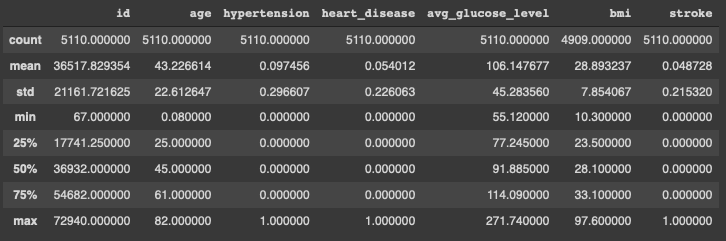 id age hypertension heart_disease avg_glucose_level bmi stroke
count 5110.000000 5110.000000 5110.000000 5110.000000 5110.000000 4909.000000 5110.000000
mean 36517.829354 43.226614 0.097456 0.054012 106.147677 28.893237 0.048728
std 21161.721625 22.612647 0.296607 0.226063 45.283560 7.854067 0.215320
min 67.000000 0.080000 0.000000 0.000000 55.120000 10.300000 0.000000
25% 17741.250000 25.000000 0.000000 0.000000 77.245000 23.500000 0.000000
50% 36932.000000 45.000000 0.000000 0.000000 91.885000 28.100000 0.000000
75% 54682.000000 61.000000 0.000000 0.000000 114.090000 33.100000 0.000000
max 72940.000000 82.000000 1.000000 1.000000 271.740000 97.600000 1.000000